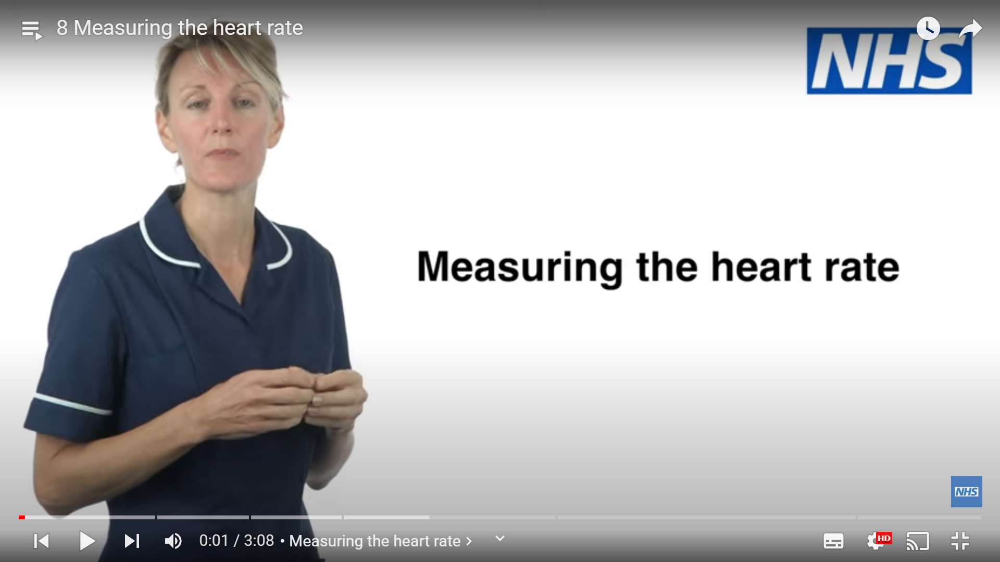 8 Measuring the heart rate
NHS
Measuring the heart rate
NHS
0:01 / 3:08 • Measuring the heart rate
HD